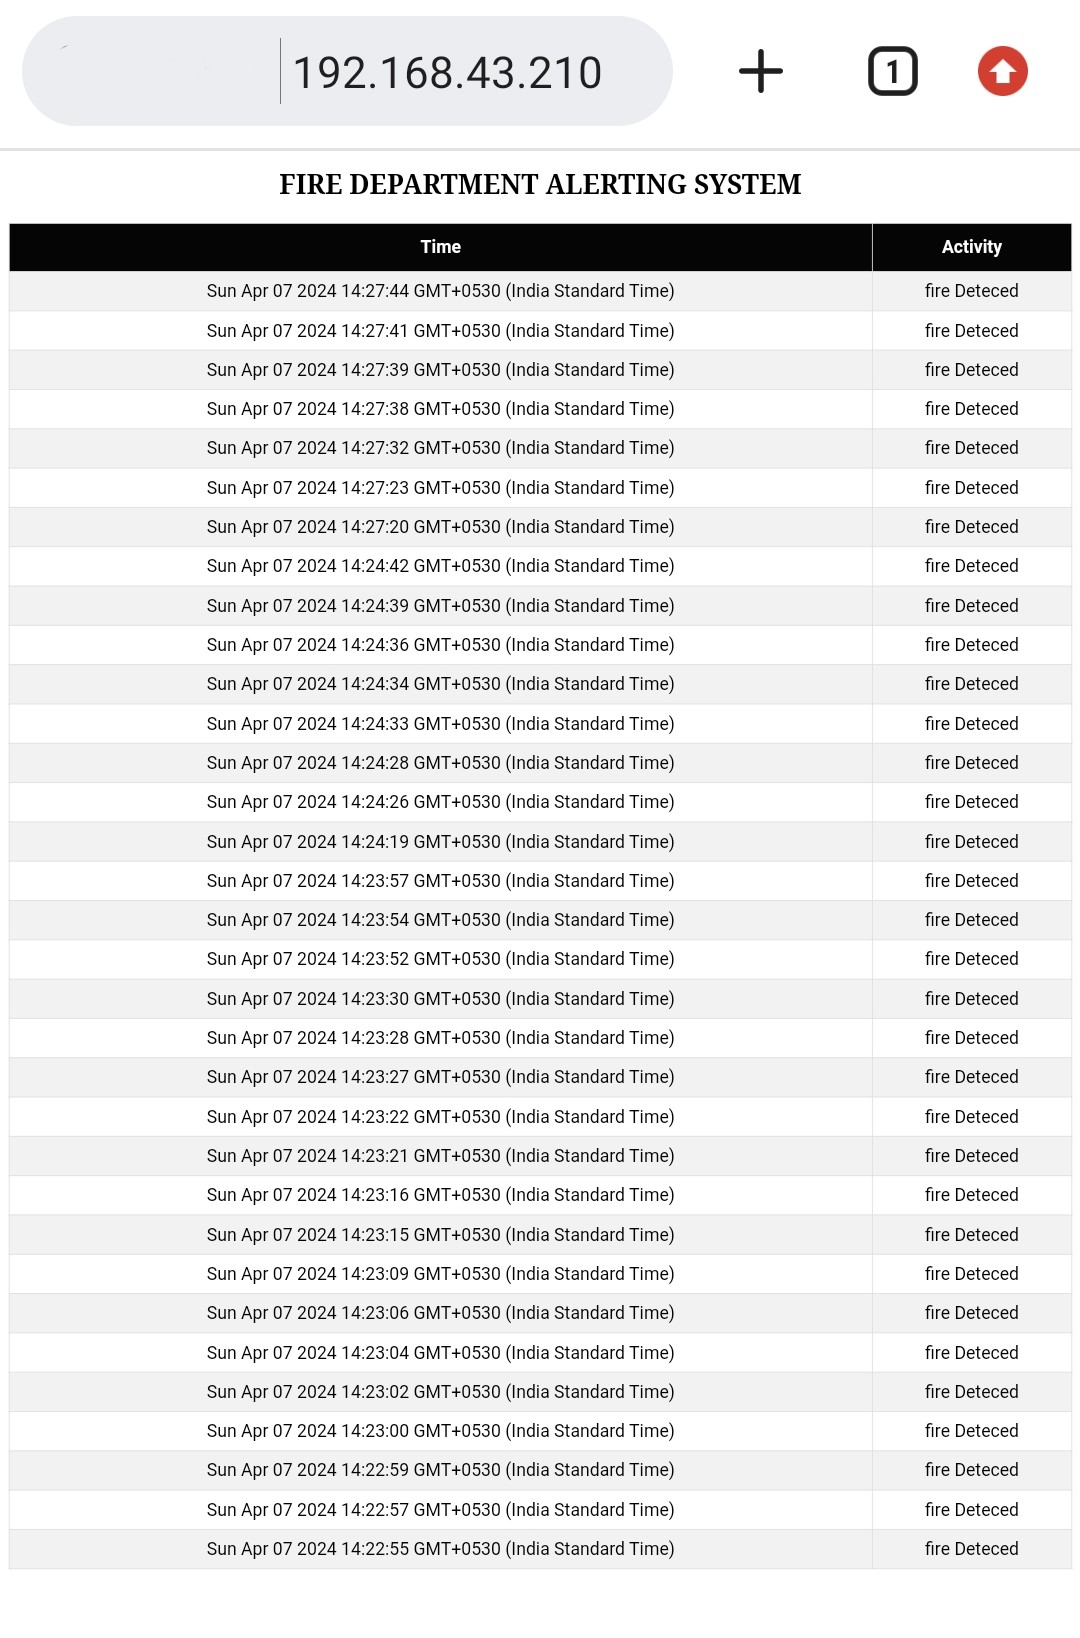 192.168.43.210
1
FIRE DEPARTMENT ALERTING SYSTEM
Time Activity
Sun Apr 07 2024 14:27:44 GMT+0530 (India Standard Time) fire Deteced
Sun Apr 07 2024 14:27:41 GMT+0530 (India Standard Time) fire Deteced
Sun Apr 07 2024 14:27:39 GMT+0530 (India Standard Time) fire Deteced
Sun Apr 07 2024 14:27:38 GMT+0530 (India Standard Time) fire Deteced
Sun Apr 07 2024 14:27:32 GMT+0530 (India Standard Time) fire Deteced
Sun Apr 07 2024 14:27:23 GMT+0530 (India Standard Time) fire Deteced
Sun Apr 07 2024 14:27:20 GMT+0530 (India Standard Time) fire Deteced
Sun Apr 07 2024 14:24:42 GMT+0530 (India Standard Time) fire Deteced
Sun Apr 07 2024 14:24:39 GMT+0530 (India Standard Time) fire Deteced
Sun Apr 07 2024 14:24:36 GMT+0530 (India Standard Time) fire Deteced
Sun Apr 07 2024 14:24:34 GMT+0530 (India Standard Time) fire Deteced
Sun Apr 07 2024 14:24:33 GMT+0530 (India Standard Time) fire Deteced
Sun Apr 07 2024 14:24:28 GMT+0530 (India Standard Time) fire Deteced
Sun Apr 07 2024 14:24:26 GMT+0530 (India Standard Time) fire Deteced
Sun Apr 07 2024 14:24:19 GMT+0530 (India Standard Time) fire Deteced
Sun Apr 07 2024 14:23:57 GMT+0530 (India Standard Time) fire Deteced
Sun Apr 07 2024 14:23:54 GMT+0530 (India Standard Time) fire Deteced
Sun Apr 07 2024 14:23:52 GMT+0530 (India Standard Time) fire Deteced
Sun Apr 07 2024 14:23:30 GMT+0530 (India Standard Time) fire Deteced
Sun Apr 07 2024 14:23:28 GMT+0530 (India Standard Time) fire Deteced
Sun Apr 07 2024 14:23:27 GMT+0530 (India Standard Time) fire Deteced
Sun Apr 07 2024 14:23:22 GMT+0530 (India Standard Time) fire Deteced
Sun Apr 07 2024 14:23:21 GMT+0530 (India Standard Time) fire Deteced
Sun Apr 07 2024 14:23:16 GMT+0530 (India Standard Time) fire Deteced
Sun Apr 07 2024 14:23:15 GMT+0530 (India Standard Time) fire Deteced
Sun Apr 07 2024 14:23:09 GMT+0530 (India Standard Time) fire Deteced
Sun Apr 07 2024 14:23:06 GMT+0530 (India Standard Time) fire Deteced
Sun Apr 07 2024 14:23:04 GMT+0530 (India Standard Time) fire Deteced
Sun Apr 07 2024 14:23:02 GMT+0530 (India Standard Time) fire Deteced
Sun Apr 07 2024 14:23:00 GMT+0530 (India Standard Time) fire Deteced
Sun Apr 07 2024 14:22:59 GMT+0530 (India Standard Time) fire Deteced
Sun Apr 07 2024 14:22:57 GMT+0530 (India Standard Time) fire Deteced
Sun Apr 07 2024 14:22:55 GMT+0530 (India Standard Time) fire Deteced